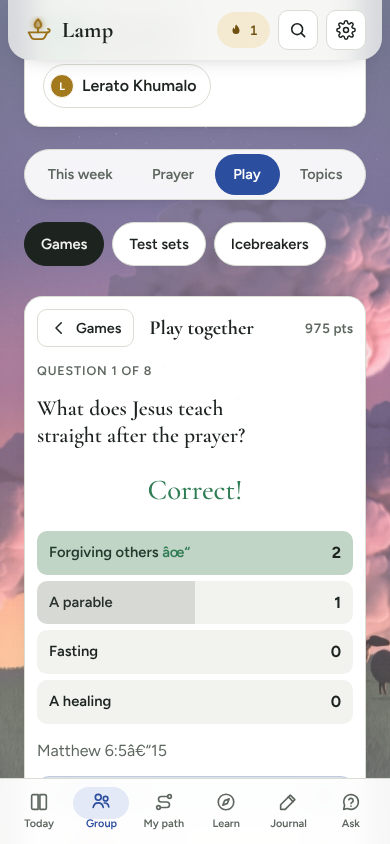 Lamp
1
L
Lerato Khumalo
This week
Prayer
Play
Topics
Games
Test sets
Icebreakers
Games
Play together
975 pts
QUESTION 1 OF 8
What does Jesus teach
straight after the prayer?
Correct!
Forgiving others âœ“
2
A parable
1
Fasting
0
A healing
0
Matthew 6:5â€“15
Today
Group
My path
Learn
Journal
Ask